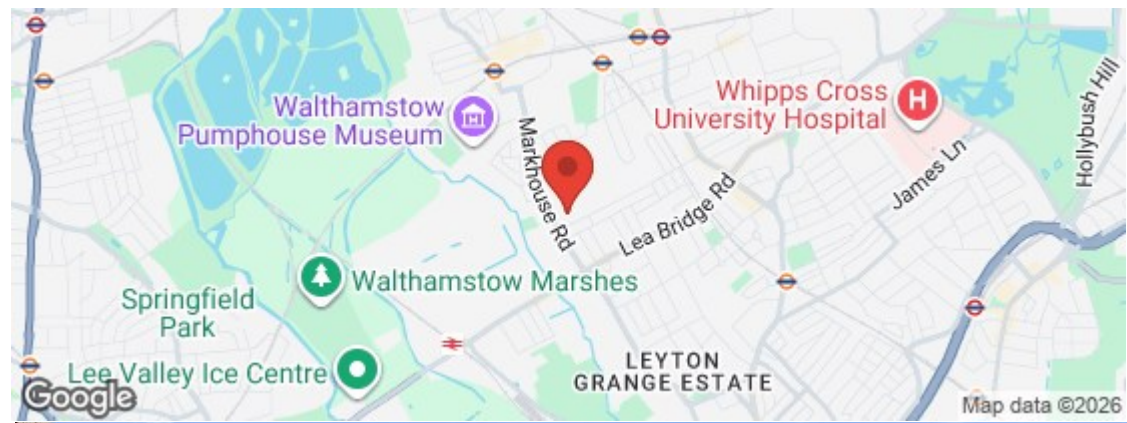 Walthamstow
Pumphouse Museum
Markhouse Rd
Whipps Cross
University Hospital
H
James Ln
Hollybush Hill
Lea Bridge Rd
Walthamstow Marshes
Springfield
Park
Lee Valley Ice Centre
LEYTON
GRANGE ESTATE
Google
Map data ©2026